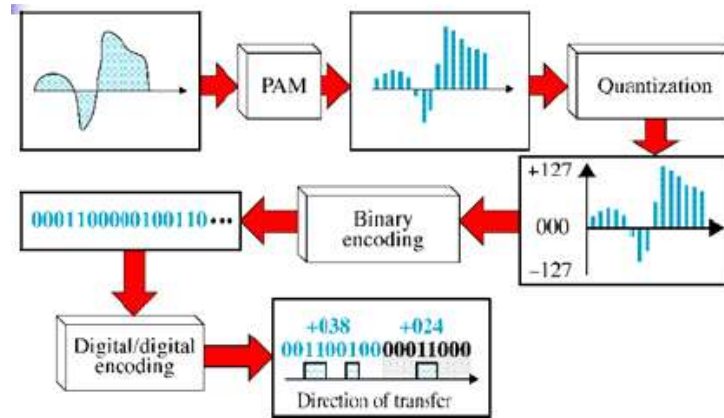 PAM
Quantization
+127
000
−127
Binary
encoding
0001100000100110•••
Digital/digital
encoding
+038 +024
00110010000011000
Direction of transfer